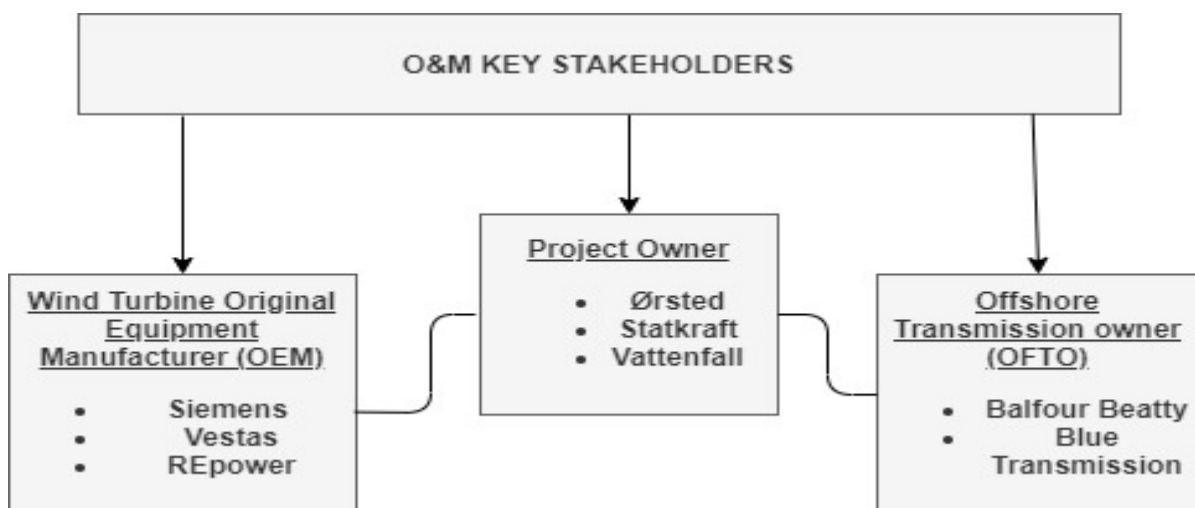 O&M KEY STAKEHOLDERS
Wind Turbine Original
Equipment
Manufacturer (OEM)
• Siemens
• Vestas
• REpower
Project Owner
• Ørsted
• Statkraft
• Vattenfall
Offshore
Transmission owner
(OFTO)
• Balfour Beatty
• Blue
Transmission